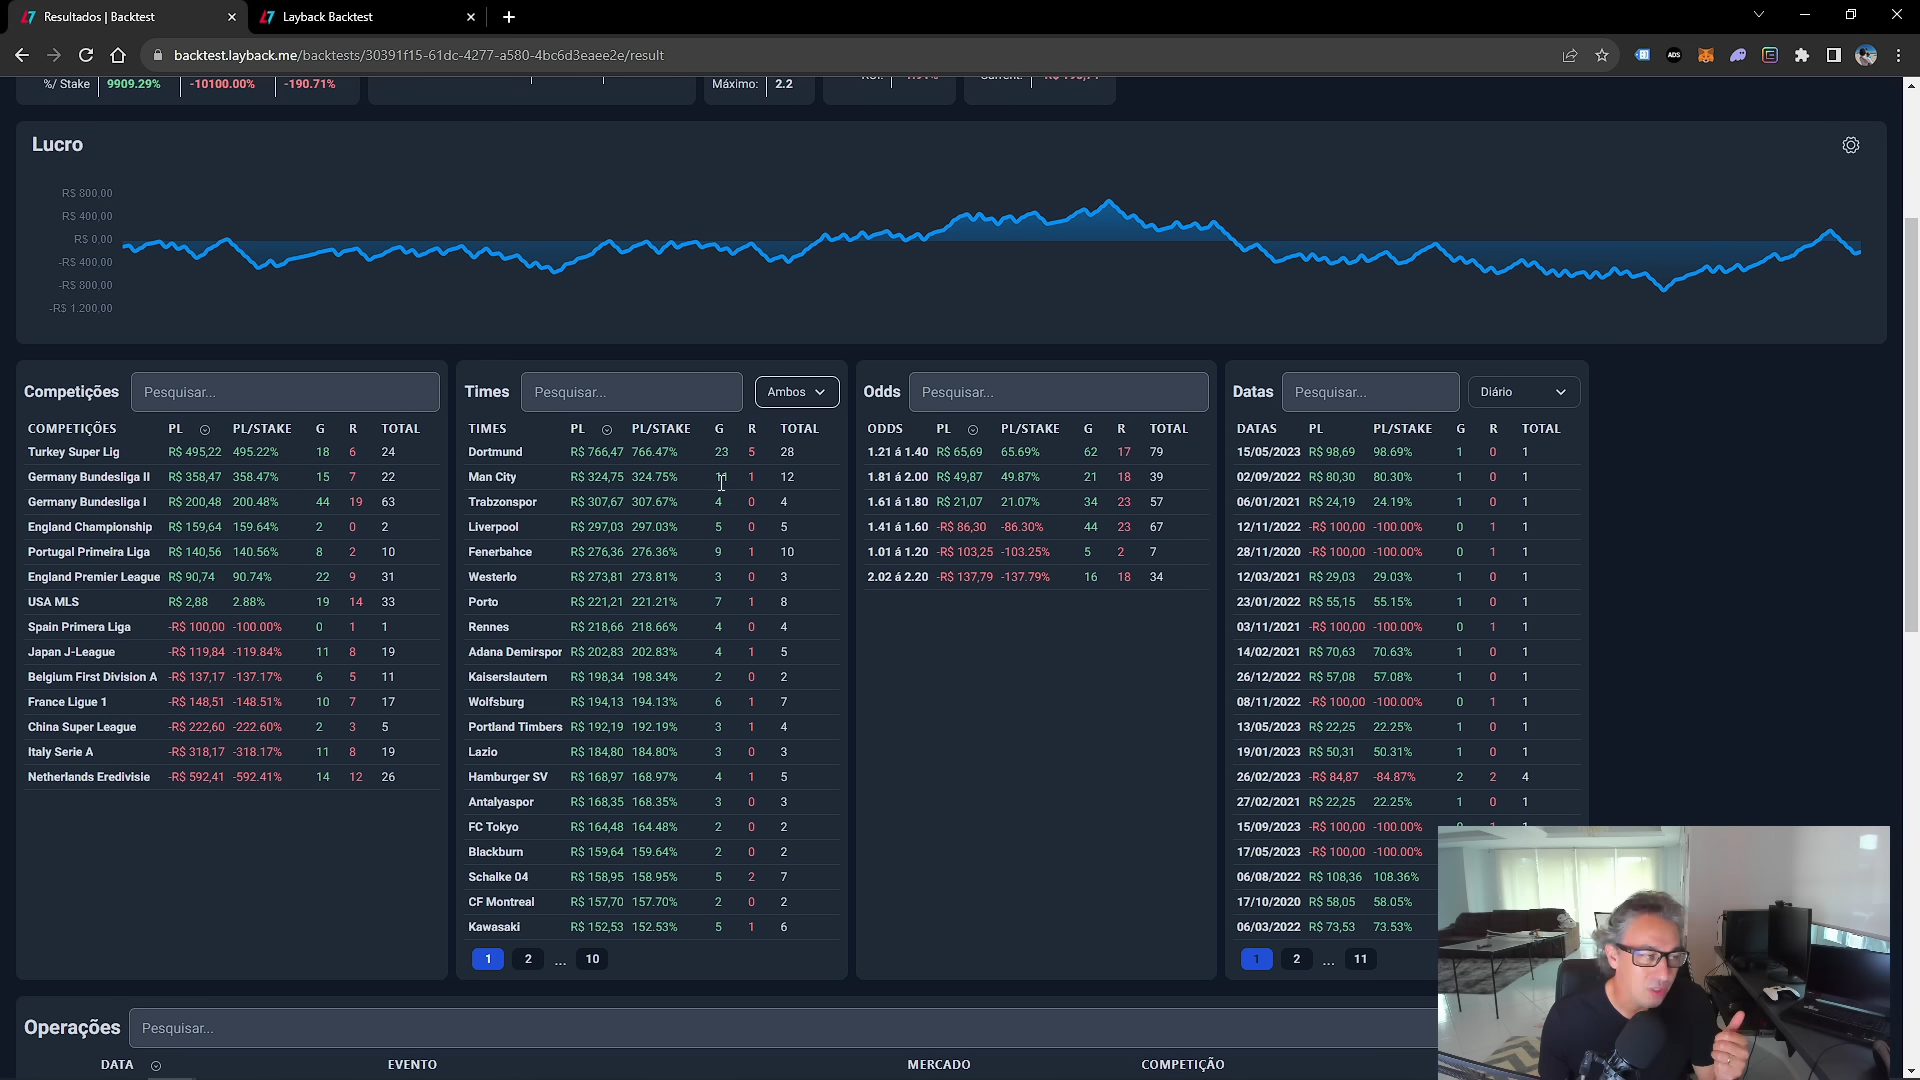 Resultados | Backtest
Layback Backtest
backtest.layback.me/backtests/30391f15-61dc-4277-a580-4bc6d3eaee2e/result
%/ Stake 9909.29% -10100.00% -190.71%
Máximo: 2.2
Lucro
R$ 800,00
R$ 400,00
R$ 0,00
-R$ 400,00
-R$ 800,00
-R$ 1.200,00
Competições Pesquisar...
COMPETIÇÕES PL PL/STAKE G R TOTAL
Turkey Super Lig R$ 495,22 495.22% 18 6 24
Germany Bundesliga II R$ 358,47 358.47% 15 7 22
Germany Bundesliga I R$ 200,48 200.48% 44 19 63
England Championship R$ 159,64 159.64% 2 0 2
Portugal Primeira Liga R$ 140,56 140.56% 8 2 10
England Premier League R$ 90,74 90.74% 22 9 31
USA MLS R$ 2,88 2.88% 19 14 33
Spain Primera Liga -R$ 100,00 -100.00% 0 1 1
Japan J-League -R$ 119,84 -119.84% 11 8 19
Belgium First Division A -R$ 137,17 -137.17% 6 5 11
France Ligue 1 -R$ 148,51 -148.51% 10 7 17
China Super League -R$ 222,60 -222.60% 2 3 5
Italy Serie A -R$ 318,17 -318.17% 11 8 19
Netherlands Eredivisie -R$ 592,41 -592.41% 14 12 26
Times Pesquisar... Ambos
TIMES PL PL/STAKE G R TOTAL
Dortmund R$ 766,47 766.47% 23 5 28
Man City R$ 324,75 324.75% 11 1 12
Trabzonspor R$ 307,67 307.67% 4 0 4
Liverpool R$ 297,03 297.03% 5 0 5
Fenerbahce R$ 276,36 276.36% 9 1 10
Westerlo R$ 273,81 273.81% 3 0 3
Porto R$ 221,21 221.21% 7 1 8
Rennes R$ 218,66 218.66% 4 0 4
Adana Demirspor R$ 202,83 202.83% 4 1 5
Kaiserslautern R$ 198,34 198.34% 2 0 2
Wolfsburg R$ 194,13 194.13% 6 1 7
Portland Timbers R$ 192,19 192.19% 3 1 4
Lazio R$ 184,80 184.80% 3 0 3
Hamburger SV R$ 168,97 168.97% 4 1 5
Antalyaspor R$ 168,35 168.35% 3 0 3
FC Tokyo R$ 164,48 164.48% 2 0 2
Blackburn R$ 159,64 159.64% 2 0 2
Schalke 04 R$ 158,95 158.95% 5 2 7
CF Montreal R$ 157,70 157.70% 2 0 2
Kawasaki R$ 152,53 152.53% 5 1 6
1 2 ... 10
Odds Pesquisar...
ODDS PL PL/STAKE G R TOTAL
1.21 á 1.40 R$ 65,69 65.69% 62 17 79
1.81 á 2.00 R$ 49,87 49.87% 21 18 39
1.61 á 1.80 R$ 21,07 21.07% 34 23 57
1.41 á 1.60 -R$ 86,30 -86.30% 44 23 67
1.01 á 1.20 -R$ 103,25 -103.25% 5 2 7
2.02 á 2.20 -R$ 137,79 -137.79% 16 18 34
Datas Pesquisar... Diário
DATAS PL PL/STAKE G R TOTAL
15/05/2023 R$ 98,69 98.69% 1 0 1
02/09/2022 R$ 80,30 80.30% 1 0 1
06/01/2021 R$ 24,19 24.19% 1 0 1
12/11/2022 -R$ 100,00 -100.00% 0 1 1
28/11/2020 -R$ 100,00 -100.00% 0 1 1
12/03/2021 R$ 29,03 29.03% 1 0 1
23/01/2022 R$ 55,15 55.15% 1 0 1
03/11/2021 -R$ 100,00 -100.00% 0 1 1
14/02/2021 R$ 70,63 70.63% 1 0 1
26/12/2022 R$ 57,08 57.08% 1 0 1
08/11/2022 -R$ 100,00 -100.00% 0 1 1
13/05/2023 R$ 22,25 22.25% 1 0 1
19/01/2023 R$ 50,31 50.31% 1 0 1
26/02/2023 -R$ 84,87 -84.87% 2 2 4
27/02/2021 R$ 22,25 22.25% 1 0 1
15/09/2023 -R$ 100,00 -100.00%
17/05/2023 -R$ 100,00 -100.00%
06/08/2022 R$ 108,36 108.36%
17/10/2020 R$ 58,05 58.05%
06/03/2022 R$ 73,53 73.53%
1 2 ... 11
Operações Pesquisar...
DATA EVENTO MERCADO COMPETIÇÃO